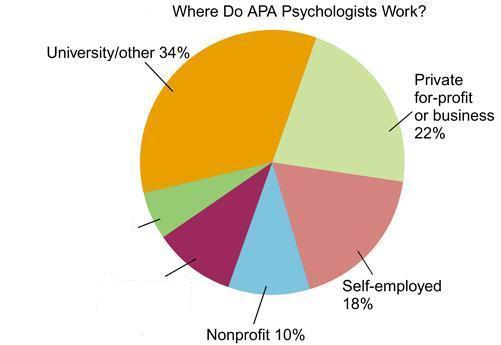 Where Do APA Psychologists Work?
University/other 34%
Private
for-profit
or business
22%
Self-employed
18%
Nonprofit 10%